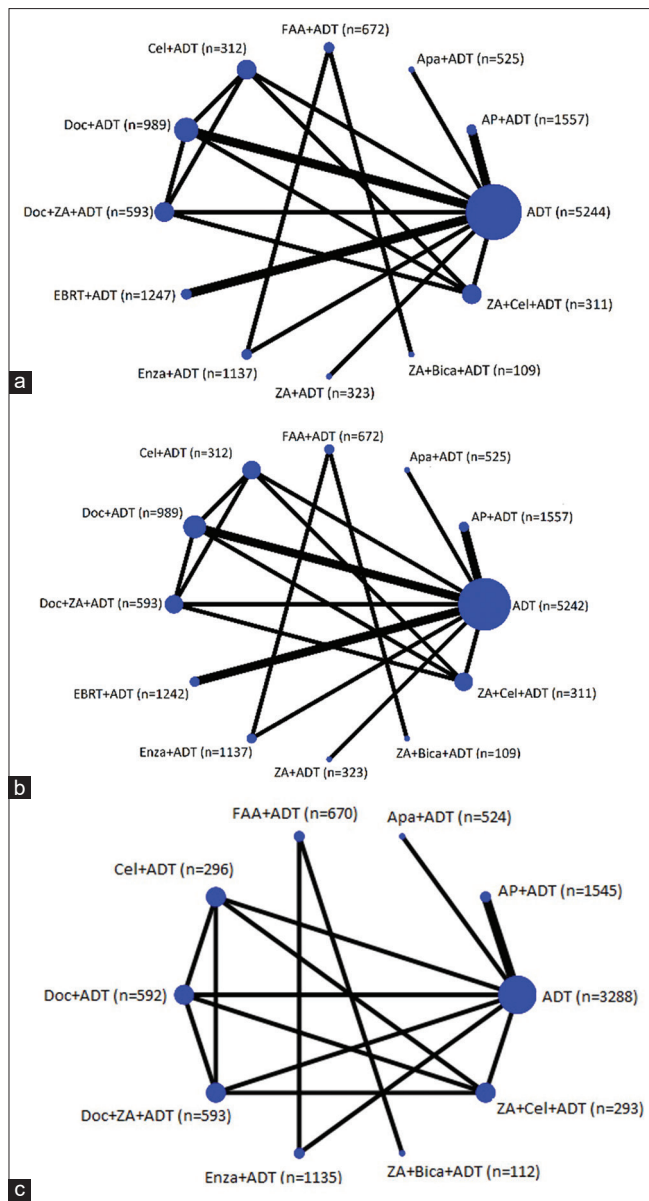 FAA+ADT (n=672)
Cel+ADT (n=312)
Apa+ADT (n=525)
Doc+ADT (n=989)
AP+ADT (n=1557)
Doc+ZA+ADT (n=593)
ADT (n=5244)
EBRT+ADT (n=1247)
ZA+Cel+ADT (n=311)
Enza+ADT (n=1137)
ZA+ADT (n=323)
ZA+Bica+ADT (n=109)
a
FAA+ADT (n=672)
Cel+ADT (n=312)
Apa+ADT (n=525)
Doc+ADT (n=989)
AP+ADT (n=1557)
Doc+ZA+ADT (n=593)
ADT (n=5242)
EBRT+ADT (n=1242)
ZA+Cel+ADT (n=311)
Enza+ADT (n=1137)
ZA+ADT (n=323)
ZA+Bica+ADT (n=109)
b
FAA+ADT (n=670)
Apa+ADT (n=524)
Cel+ADT (n=296)
AP+ADT (n=1545)
Doc+ADT (n=592)
ADT (n=3288)
Doc+ZA+ADT (n=593)
ZA+Cel+ADT (n=293)
Enza+ADT (n=1135)
ZA+Bica+ADT (n=112)
c